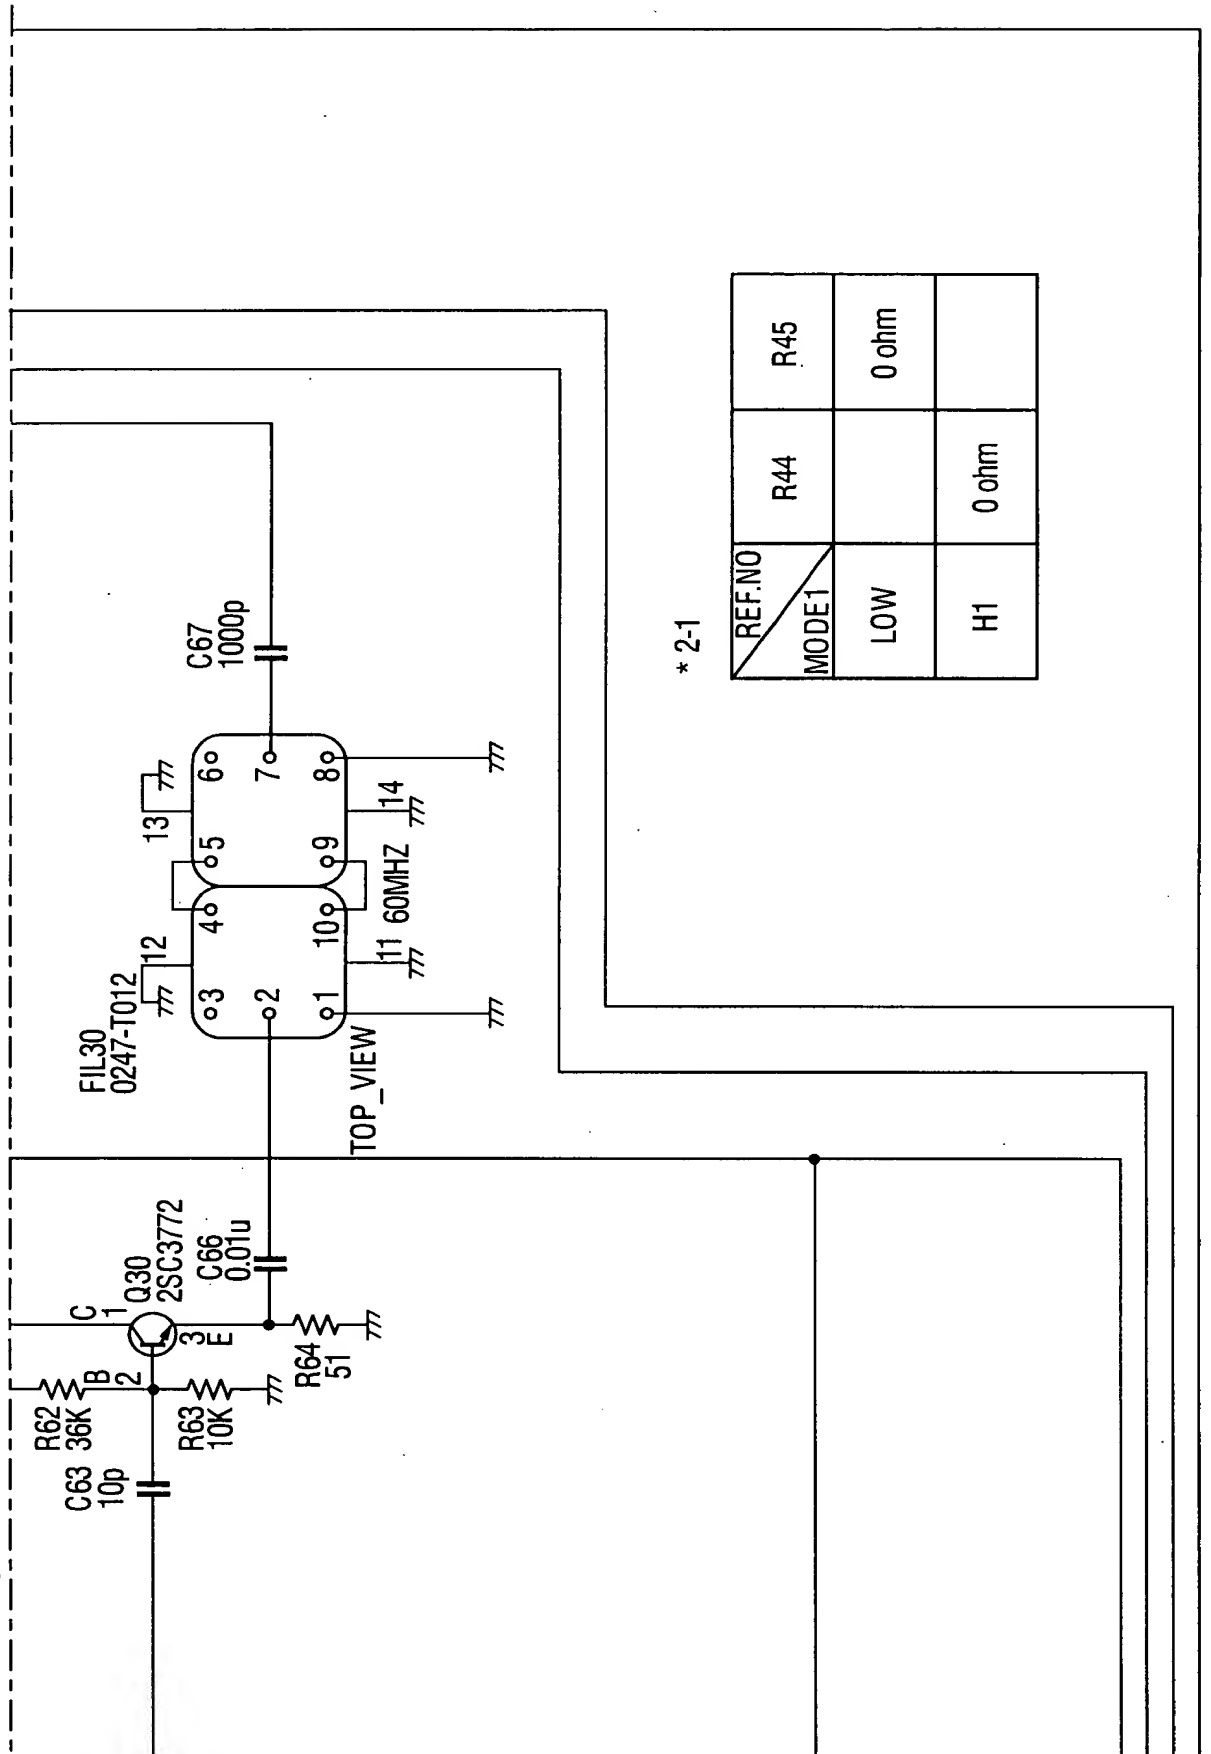 C63
10p
R62
36K
B
2
R63
10K
C
1
Q30
2SC3772
3
E
R64
51
C66
0.01u
FIL30
0247-T012
12
13
3
4
5
6
2
7
1
10
9
8
11
60MHZ
14
TOP_VIEW
C67
1000p
* 2-1
REF.NO
MODE1
R44
R45
LOW
0 ohm
H1
0 ohm